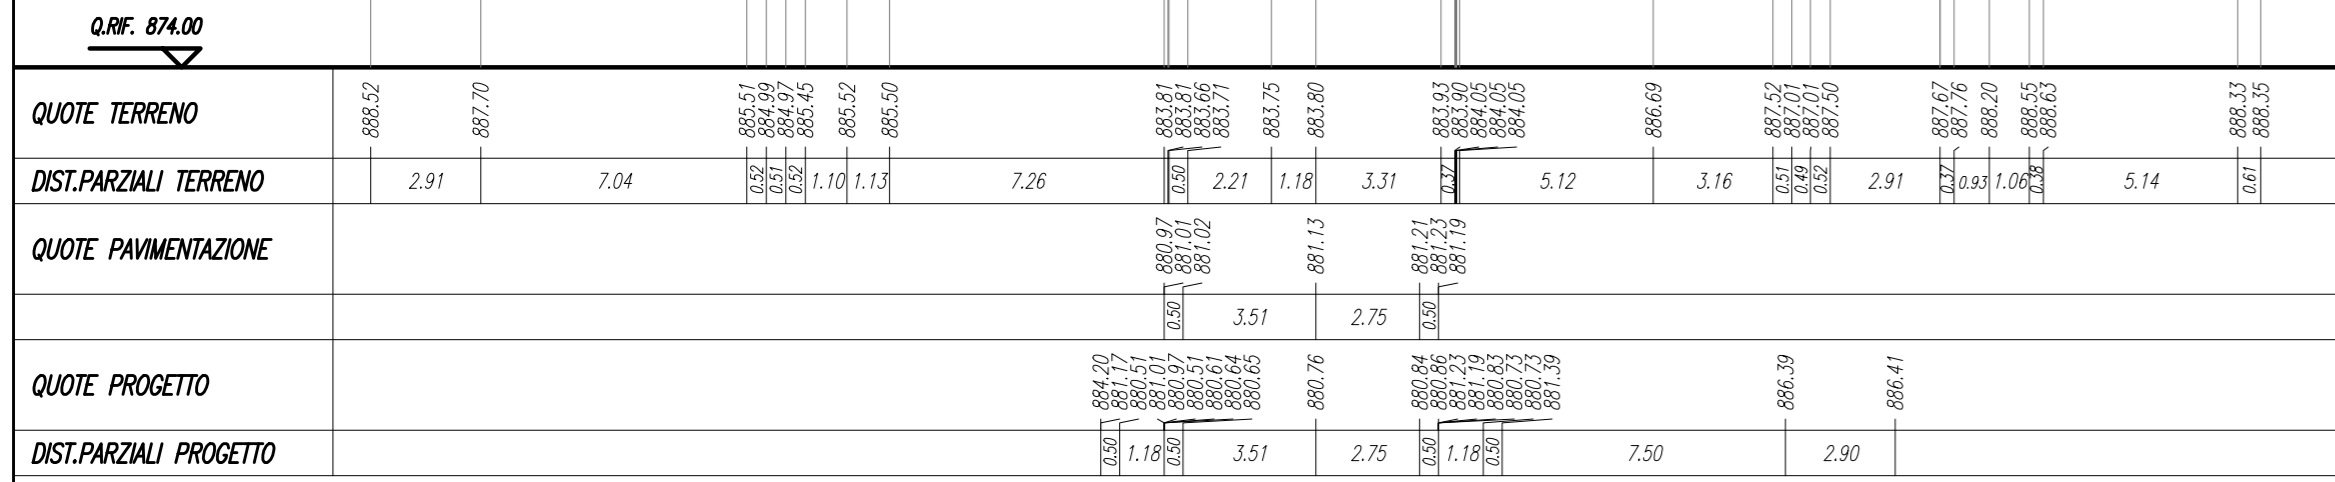 Q.RIF. 874.00
QUOTE TERRENO 888.52 887.70 885.51 884.99 884.97 885.45 885.52 885.50 883.81 883.81 883.66 883.71 883.75 883.80 883.93 883.90 884.05 884.05 884.05 886.69 887.52 887.01 887.01 887.50 887.67 887.76 888.20 888.55 888.63 888.33 888.35
DIST.PARZIALI TERRENO 2.91 7.04 0.52 0.51 0.52 1.10 1.13 7.26 0.50 2.21 1.18 3.31 0.37 5.12 3.16 0.51 0.49 0.52 2.91 0.37 0.93 1.06 0.38 5.14 0.61
QUOTE PAVIMENTAZIONE 880.97 881.01 881.02 881.13 881.21 881.23 881.19
0.50 3.51 2.75 0.50
QUOTE PROGETTO 884.20 881.17 880.51 881.01 880.97 880.51 880.61 880.64 880.65 880.76 880.84 880.86 881.23 881.19 880.83 880.73 880.73 881.39 886.39 886.41
DIST.PARZIALI PROGETTO 0.50 1.18 0.50 3.51 2.75 0.50 1.18 0.50 7.50 2.90